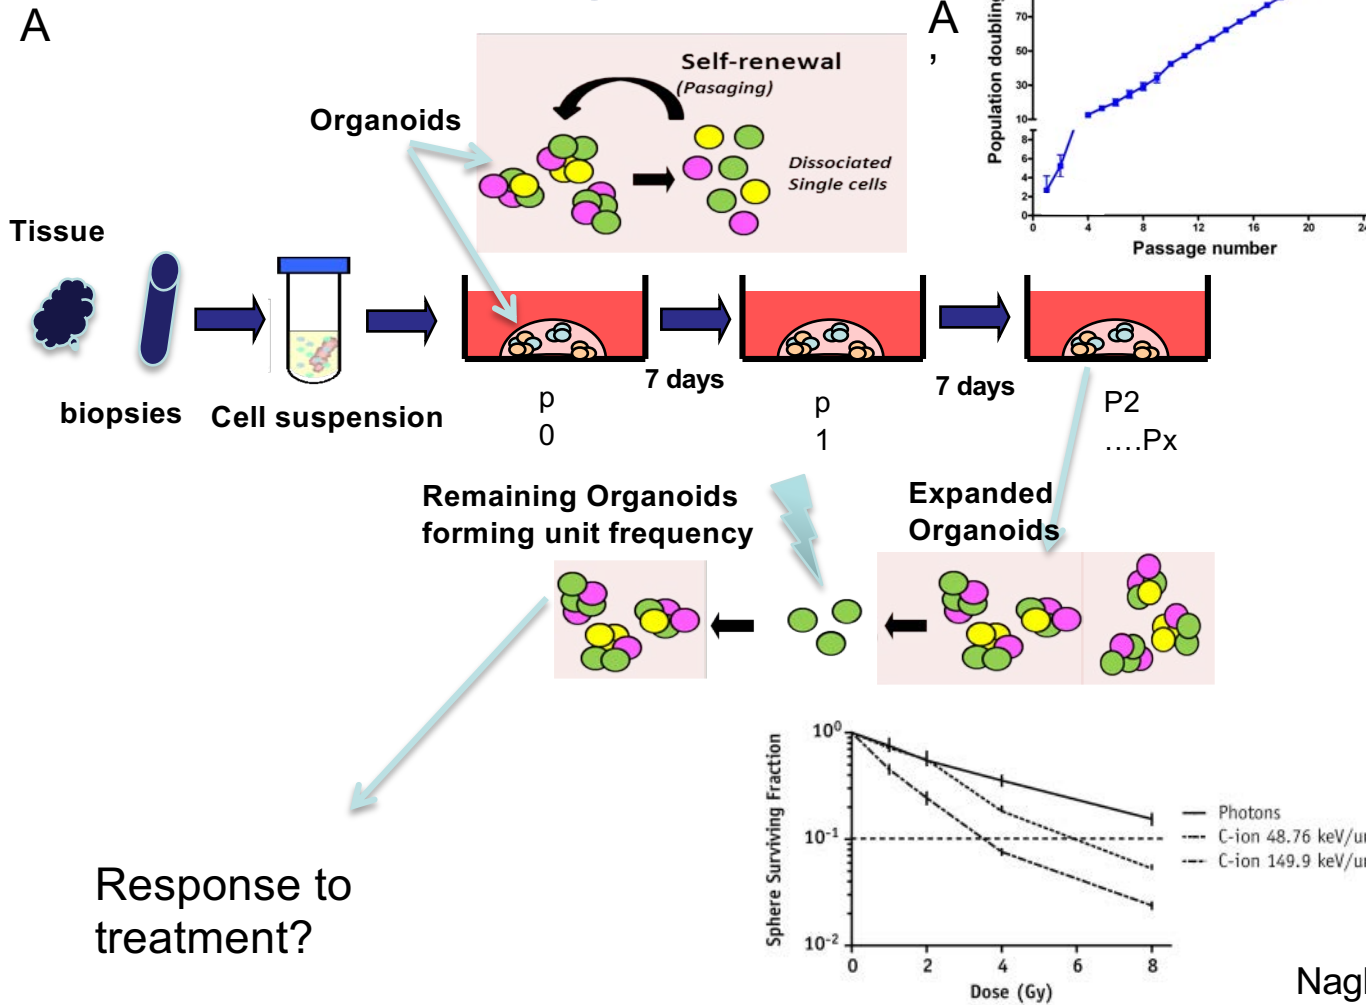 A
Self-renewal
(Pasaging)
Organoids
Dissociated
Single cells
A
,
Population doubling
70
50
30
10
8
6
4
2
0
0 4 8 12 16 20 24
Passage number
Tissue
biopsies
Cell suspension
7 days
7 days
p
0
p
1
P2
....Px
Remaining Organoids
forming unit frequency
Expanded
Organoids
Response to
treatment?
Sphere Surviving Fraction
10⁰
10⁻¹
10⁻²
0 2 4 6 8
Dose (Gy)
Photons
C-ion 48.76 keV/
C-ion 149.9 keV/